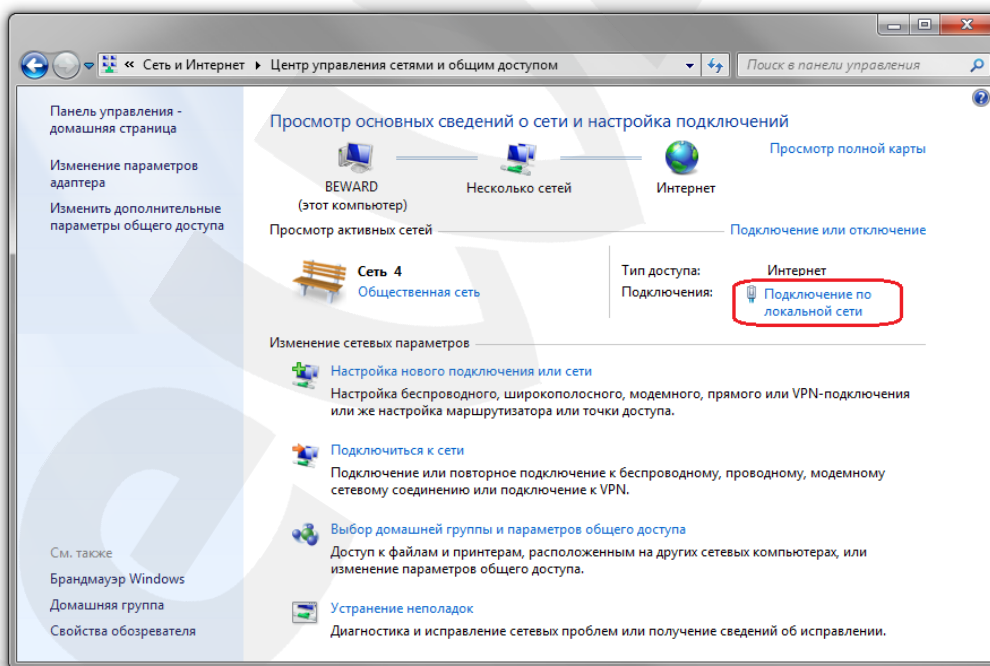 « Сеть и Интернет ▸ Центр управления сетями и общим доступом
Поиск в панели управления
Панель управления -
домашняя страница
Изменение параметров
адаптера
Изменить дополнительные
параметры общего доступа
См. также
Брандмауэр Windows
Домашняя группа
Свойства обозревателя
Просмотр основных сведений о сети и настройка подключений
Просмотр полной карты
BEWARD
(этот компьютер)
Несколько сетей
Интернет
Просмотр активных сетей
Подключение или отключение
Сеть 4
Общественная сеть
Тип доступа: Интернет
Подключения: Подключение по
локальной сети
Изменение сетевых параметров
Настройка нового подключения или сети
Настройка беспроводного, широкополосного, модемного, прямого или VPN-подключения
или же настройка маршрутизатора или точки доступа.
Подключиться к сети
Подключение или повторное подключение к беспроводному, проводному, модемному
сетевому соединению или подключение к VPN.
Выбор домашней группы и параметров общего доступа
Доступ к файлам и принтерам, расположенным на других сетевых компьютерах, или
изменение параметров общего доступа.
Устранение неполадок
Диагностика и исправление сетевых проблем или получение сведений об исправлении.